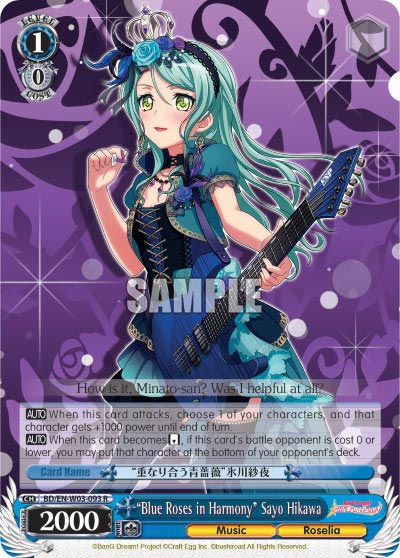 LEVEL
1
0
COST
SAMPLE
How is it, Minato-san? Was I helpful at all?
AUTO When this card attacks, choose 1 of your characters, and that
character gets +1000 power until end of turn.
AUTO When this card becomes , if this card's battle opponent is cost 0 or
lower, you may put that character on the bottom of your opponent's deck.
Card Name “重なり合う青薔薇”氷川紗夜
CH BD/EN-W03-093 R
“Blue Roses in Harmony” Sayo Hikawa
POWER
2000
Music
Roselia
©BanG Dream! Project ©Craft Egg Inc. ©bushiroad All Rights Reserved.